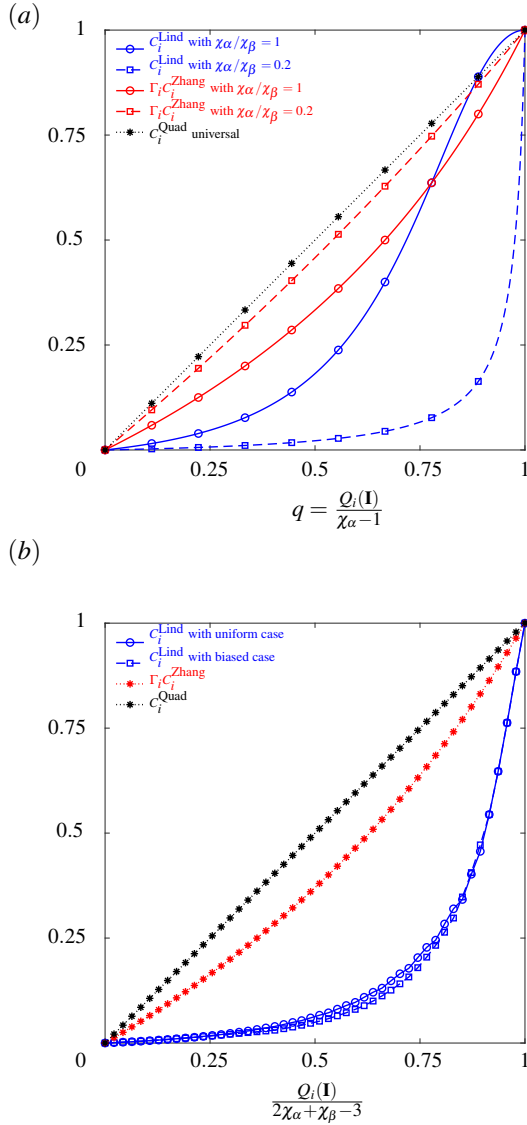 (a)
1
C_i^Lind with χα/χβ = 1
C_i^Lind with χα/χβ = 0.2
Γ_i C_i^Zhang with χα/χβ = 1
Γ_i C_i^Zhang with χα/χβ = 0.2
C_i^Quad universal
0.75
0.5
0.25
0
0 0.25 0.5 0.75 1
q = Q_i(I)/(χ_α−1)
(b)
1
C_i^Lind with uniform case
C_i^Lind with biased case
Γ_i C_i^Zhang
C_i^Quad
0.75
0.5
0.25
0
0 0.25 0.5 0.75 1
Q_i(I)/(2χ_α+χ_β−3)